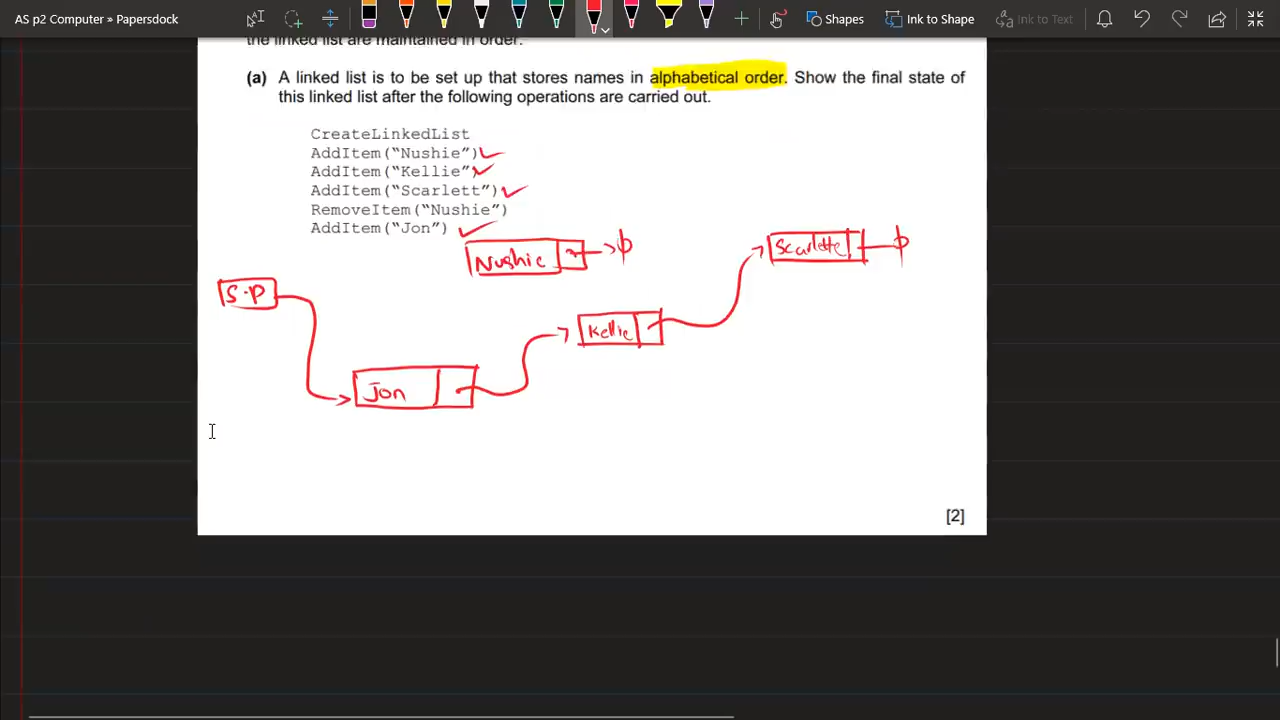 AS p2 Computer » Papersdock
Shapes
Ink to Shape
Ink to Text
the linked list are maintained in order.
(a) A linked list is to be set up that stores names in alphabetical order. Show the final state of
this linked list after the following operations are carried out.
CreateLinkedList
AddItem(“Nushie”)
AddItem(“Kellie”)
AddItem(“Scarlett”)
RemoveItem(“Nushie”)
AddItem(“Jon”)
Nushie
Scarlette
S.P
Kellie
Jon
[2]